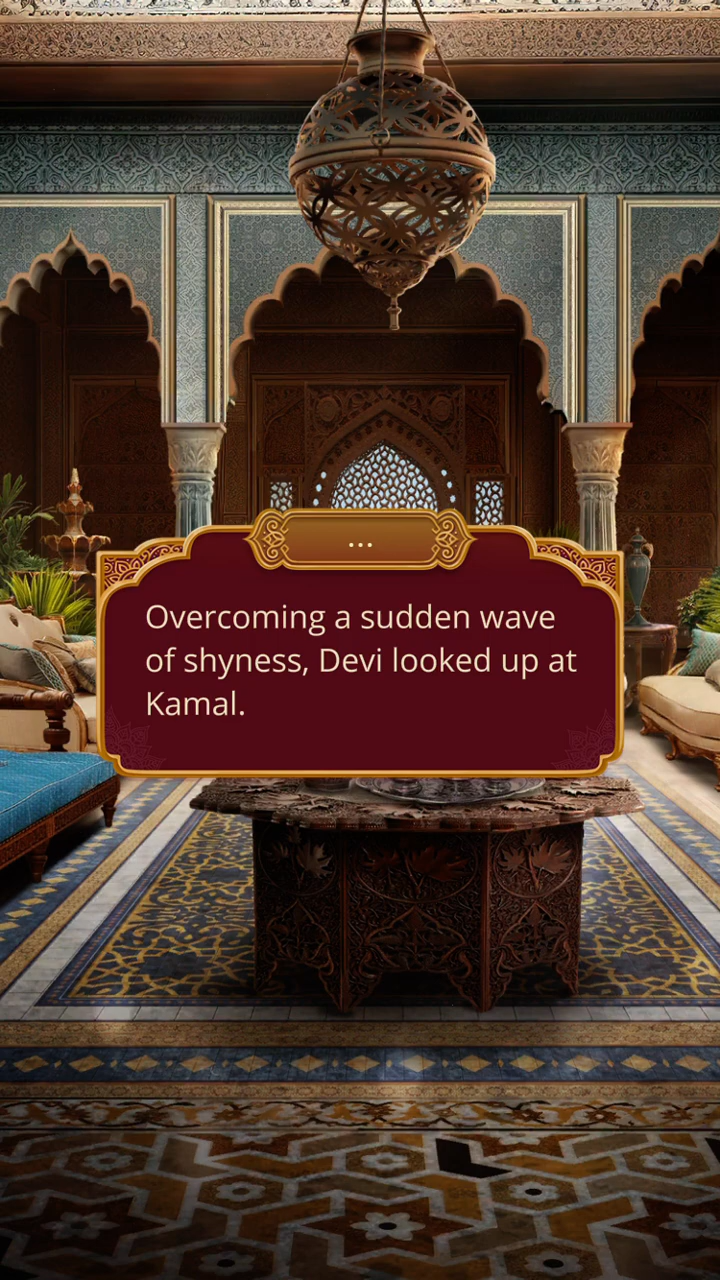 ...
Overcoming a sudden wave
of shyness, Devi looked up at
Kamal.